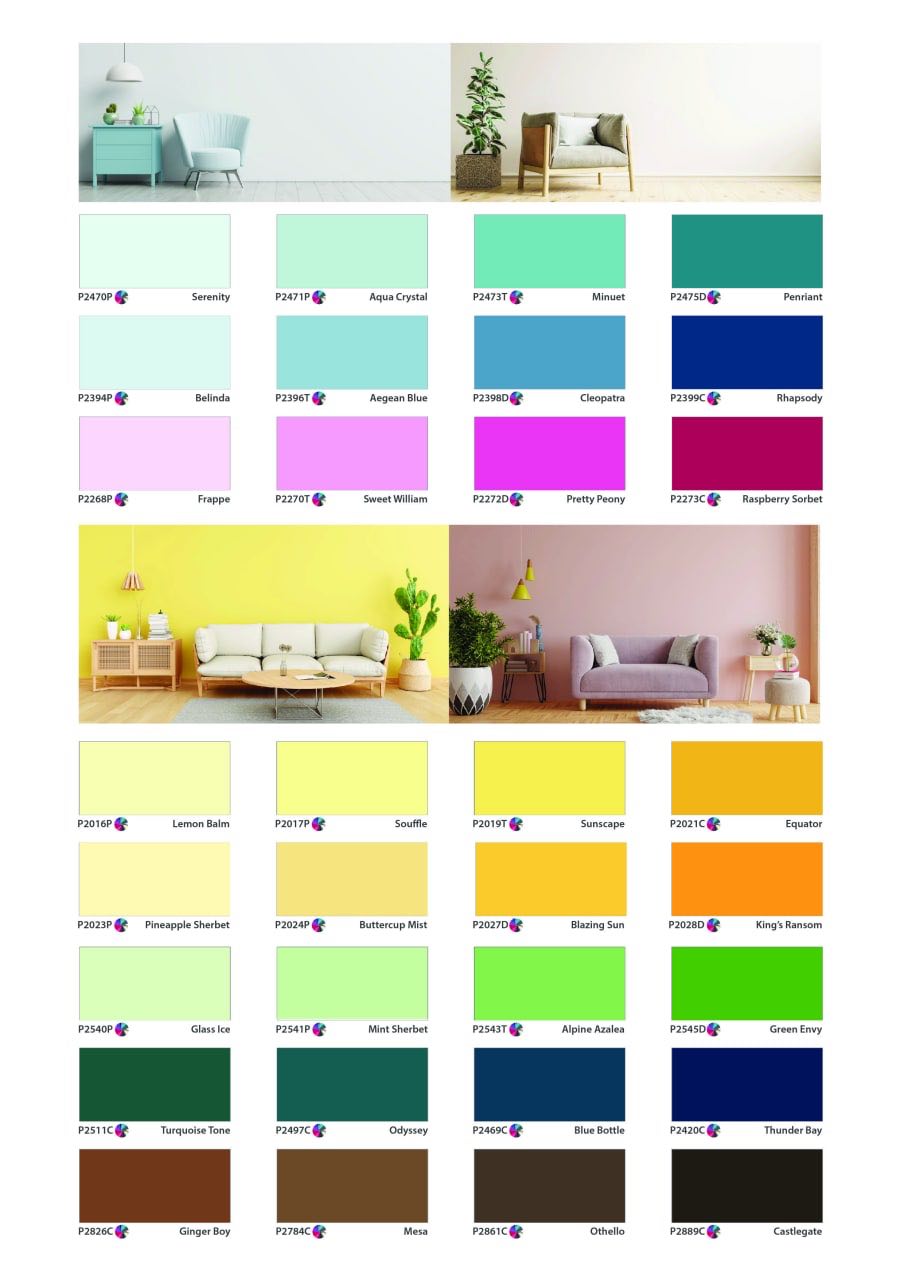 P2470P Serenity
P2471P Aqua Crystal
P2473T Minuet
P2475D Penriant
P2394P Belinda
P2396T Aegean Blue
P2398D Cleopatra
P2399C Rhapsody
P2268P Frappe
P2270T Sweet William
P2272D Pretty Peony
P2273C Raspberry Sorbet
P2016P Lemon Balm
P2017P Souffle
P2019T Sunscape
P2021C Equator
P2023P Pineapple Sherbet
P2024P Buttercup Mist
P2027D Blazing Sun
P2028D King's Ransom
P2540P Glass Ice
P2541P Mint Sherbet
P2543T Alpine Azalea
P2545D Green Envy
P2511C Turquoise Tone
P2497C Odyssey
P2469C Blue Bottle
P2420C Thunder Bay
P2826C Ginger Boy
P2784C Mesa
P2861C Othello
P2889C Castlegate